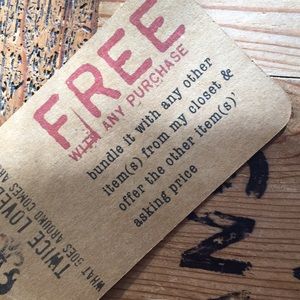 FREE
WITH ANY PURCHASE
bundle it with any other
item(s) from my closet &
offer the other item(s)'
asking price
TWICE LOVE
WHAT GOES AROUND COMES AR